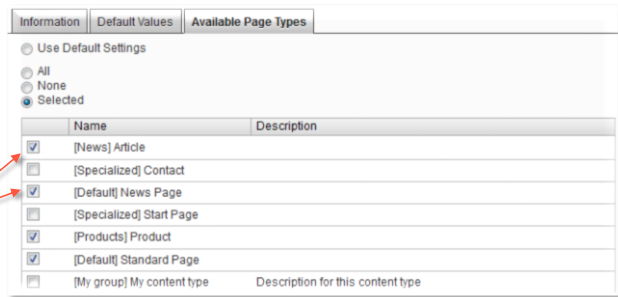 Information Default Values Available Page Types
Use Default Settings
All
None
Selected
Name Description
[News] Article
[Specialized] Contact
[Default] News Page
[Specialized] Start Page
[Products] Product
[Default] Standard Page
[My group] My content type Description for this content type